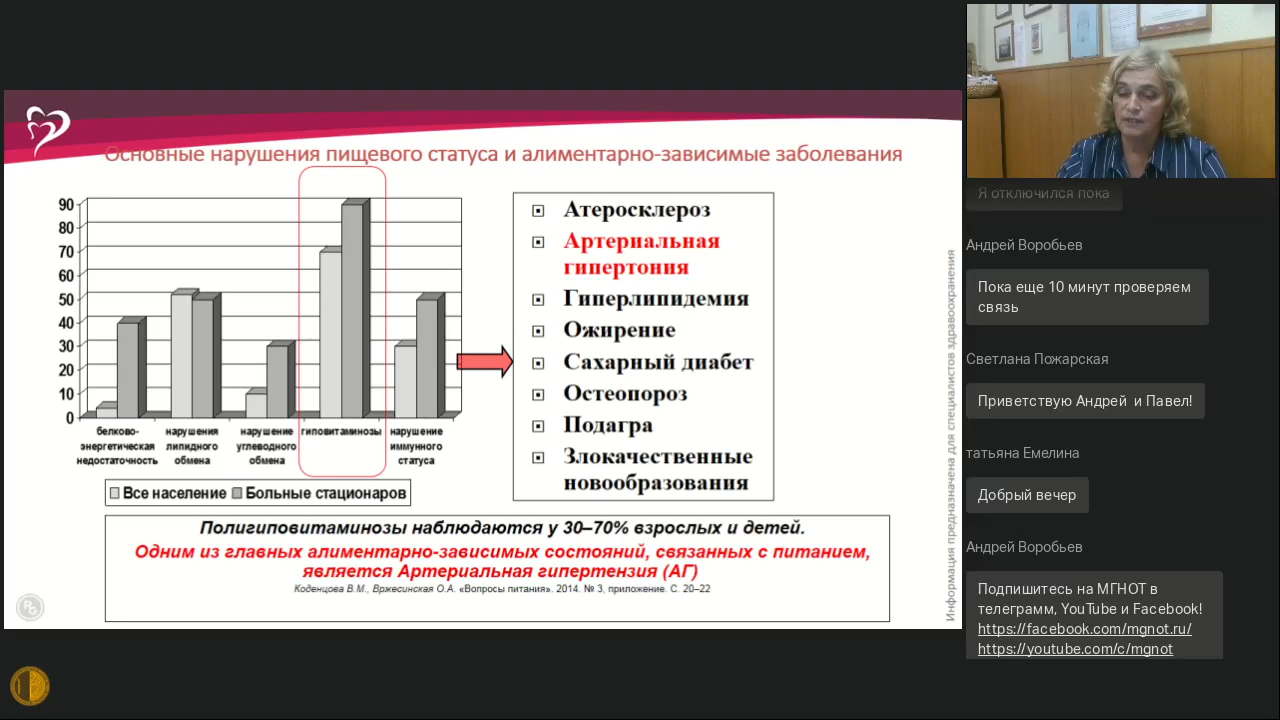 Основные нарушения пищевого статуса и алиментарно-зависимые заболевания
90
80
70
60
50
40
30
20
10
0
белково-
энергетическая
недостаточность
нарушения
липидного
обмена
нарушение
углеводного
обмена
гиповитаминозы
нарушение
иммунного
статуса
Все население
Больные стационаров
Атеросклероз
Артериальная
гипертония
Гиперлипидемия
Ожирение
Сахарный диабет
Остеопороз
Подагра
Злокачественные
новообразования
Полигиповитаминозы наблюдаются у 30–70% взрослых и детей.
Одним из главных алиментарно-зависимых состояний, связанных с питанием,
является Артериальная гипертензия (АГ)
Коденцова В.М., Вржесинская О.А. «Вопросы питания». 2014. № 3, приложение. С. 20–22
Информация предназначена для специалистов здравоохранения
PG
Я отключился пока
Андрей Воробьев
Пока еще 10 минут проверяем
связь
Светлана Пожарская
Приветствую Андрей и Павел!
татьяна Емелина
Добрый вечер
Андрей Воробьев
Подпишитесь на МГНОТ в
телеграмм, YouTube и Facebook!
https://facebook.com/mgnot.ru/
https://youtube.com/c/mgnot